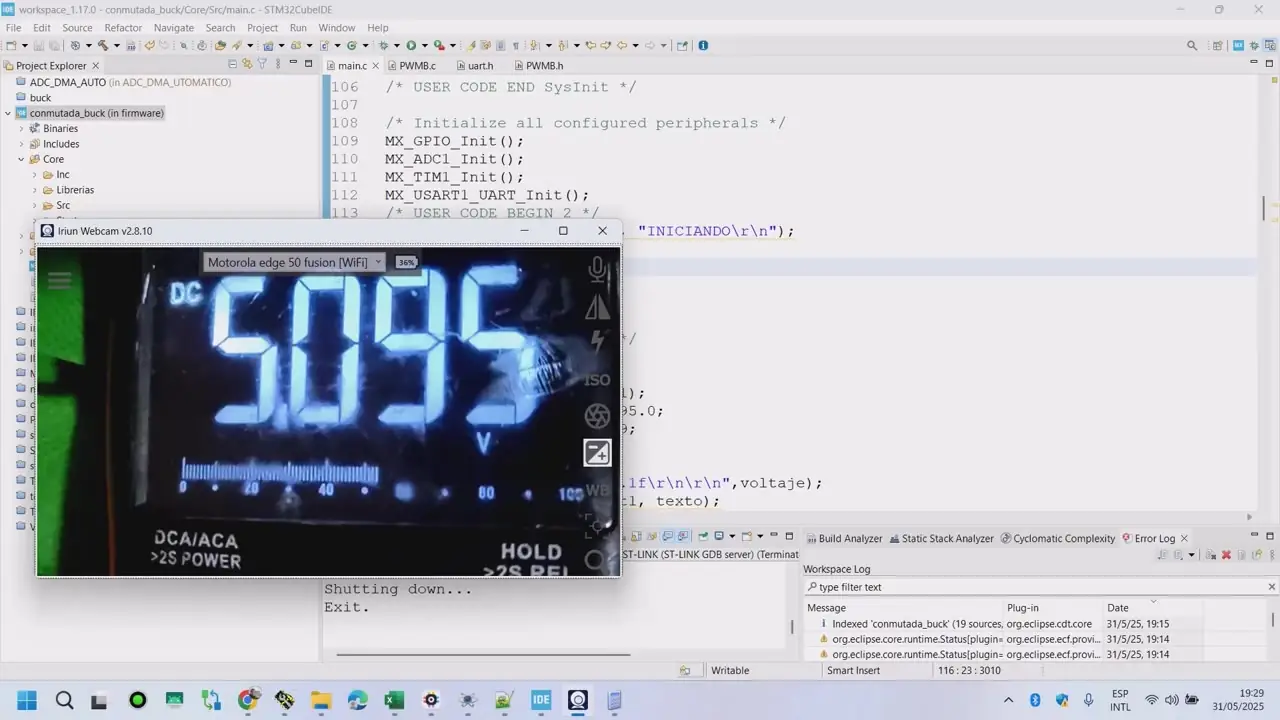 workspace_1.17.0 - conmutada_buck/Core/Src/main.c - STM32CubeIDE
File Edit Source Refactor Navigate Search Project Run Window Help
Project Explorer
main.c
PWMB.c
uart.h
PWMB.h
ADC_DMA_AUTO (in ADC_DMA_UTOMATICO)
buck
conmutada_buck (in firmware)
Binaries
Includes
Core
Inc
Librerias
Src
106 /* USER CODE END SysInit */
107
108 /* Initialize all configured peripherals */
109 MX_GPIO_Init();
110 MX_ADC1_Init();
111 MX_TIM1_Init();
112 MX_USART1_UART_Init();
113 /* USER CODE BEGIN 2 */
"INICIANDO\r\n");
*/
);
95.0;
;
1f\r\n\r\n",voltaje);
1, texto);
Iriun Webcam v2.8.10
Motorola edge 50 fusion [WiFi]
36%
DC
5.095
V
0 20 40 80 100
DCA/ACA
>2S POWER
HOLD
>2S REL
ISO
WB
ST-LINK (ST-LINK GDB server) (Terminat
Shutting down...
Exit.
Build Analyzer
Static Stack Analyzer
Cyclomatic Complexity
Error Log
Workspace Log
type filter text
Message Plug-in Date
Indexed 'conmutada_buck' (19 sources, org.eclipse.cdt.core 31/5/25, 19:15
org.eclipse.core.runtime.Status[plugin= org.eclipse.ecf.provi... 31/5/25, 19:14
org.eclipse.core.runtime.Status[plugin= org.eclipse.ecf.provi... 31/5/25, 19:14
Writable
Smart Insert
116 : 23 : 3010
ESP
INTL
19:29
31/05/2025